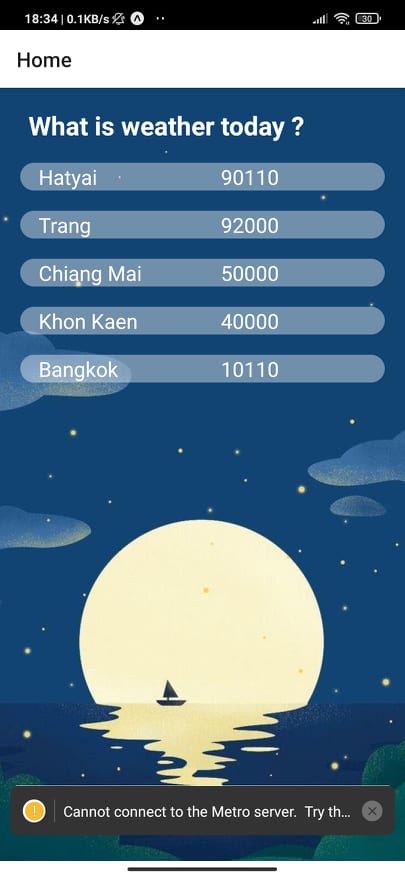 18:34 | 0.1KB/s
30
Home
What is weather today ?
Hatyai 90110
Trang 92000
Chiang Mai 50000
Khon Kaen 40000
Bangkok 10110
Cannot connect to the Metro server. Try th...